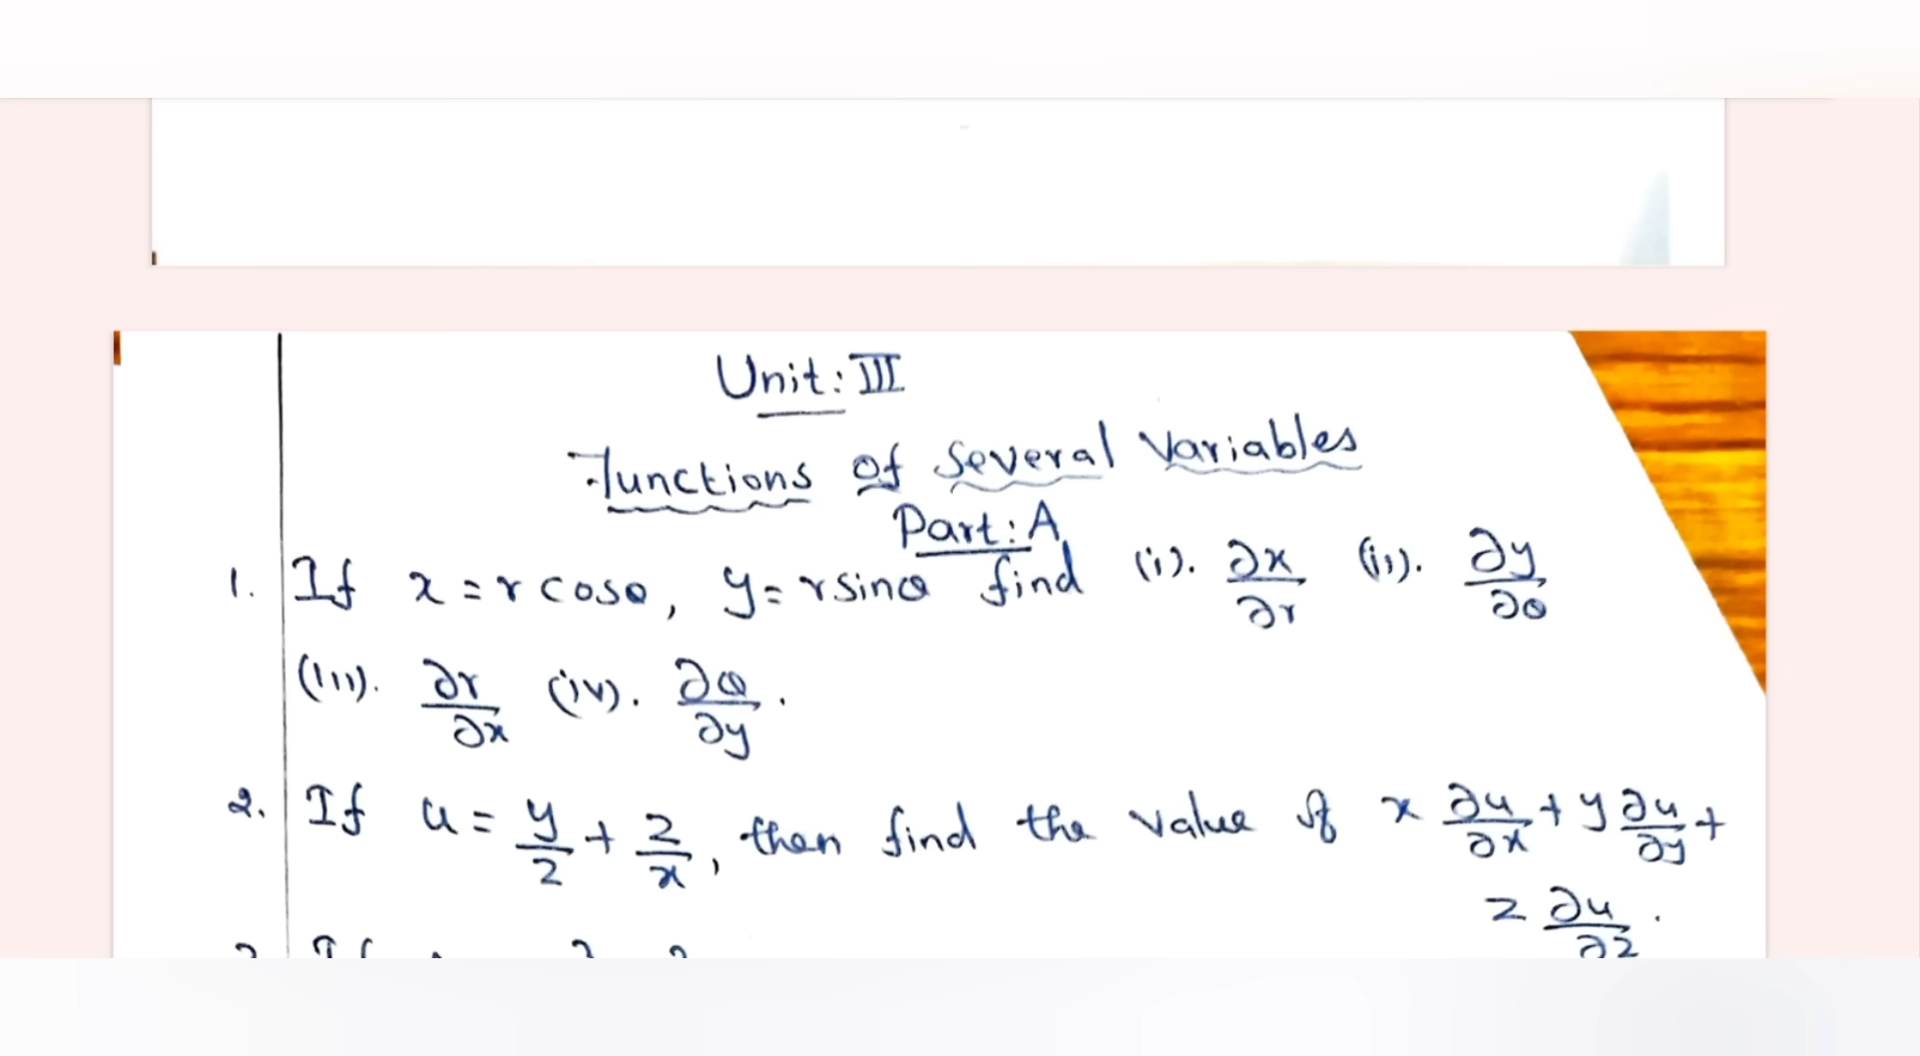 Unit: III
Functions of Several Variables
Part: A
1. If x = r cosθ, y = r sinθ find (i). ∂x/∂r (ii). ∂y/∂θ
(iii). ∂r/∂x (iv). ∂θ/∂y.
2. If u = y/z + z/x, then find the value of x ∂u/∂x + y ∂u/∂y +
z ∂u/∂z.